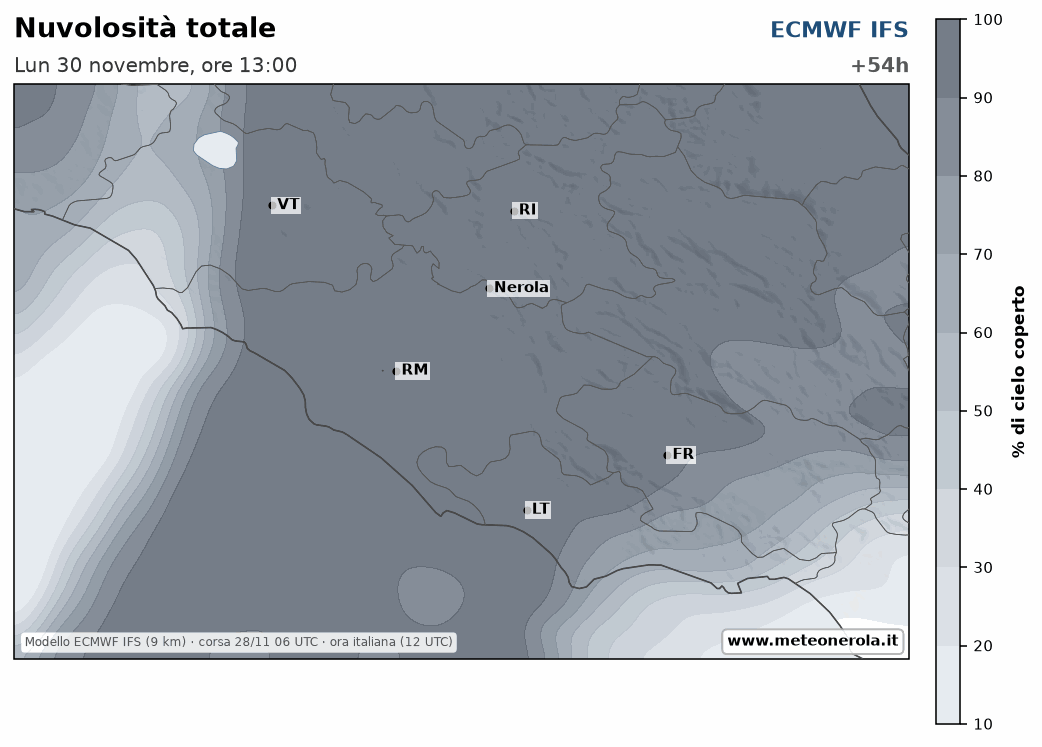 Nuvolosità totale
ECMWF IFS
Lun 30 novembre, ore 13:00
+54h
100
90
80
70
60
50
40
30
20
10
% di cielo coperto
VT
RI
Nerola
RM
FR
LT
Modello ECMWF IFS (9 km) · corsa 28/11 06 UTC · ora italiana (12 UTC)
www.meteonerola.it